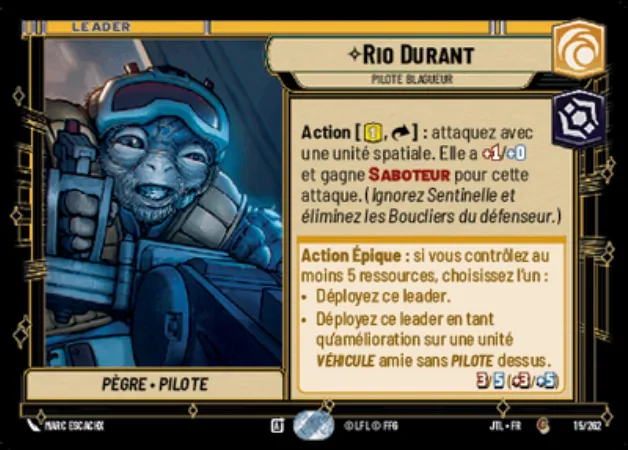 LEADER
RIO DURANT
PILOTE BLAGUEUR
Action [1, ] : attaquez avec
une unité spatiale. Elle a +1/+0
et gagne SABOTEUR pour cette
attaque. (Ignorez Sentinelle et
éliminez les Boucliers du défenseur.)
Action Épique : si vous contrôlez au
moins 5 ressources, choisissez l'un :
• Déployez ce leader.
• Déployez ce leader en tant
qu'amélioration sur une unité
VÉHICULE amie sans PILOTE dessus.
3/5 (+3/+5)
PÈGRE • PILOTE
MARC ESCACHX
A
©LFL ©FFG
JTL • FR
15/262